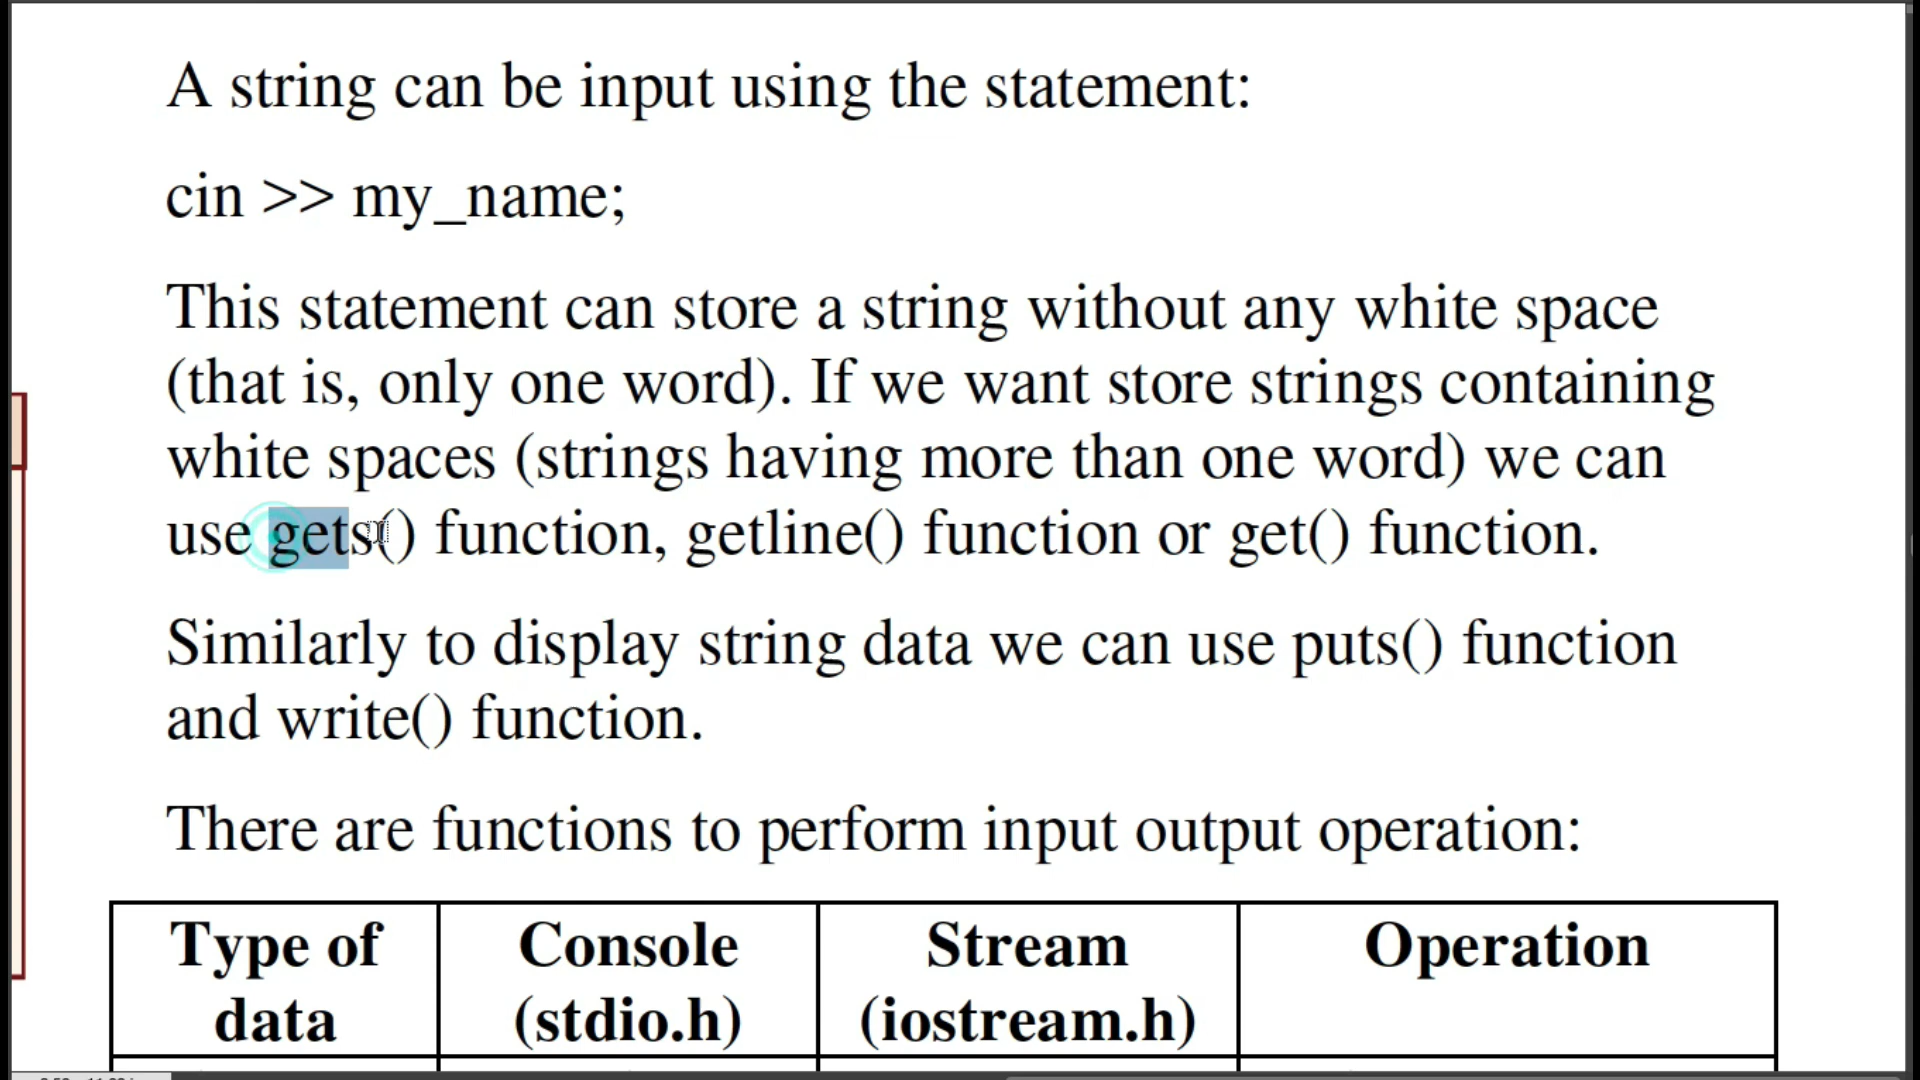 A string can be input using the statement:
cin >> my_name;
This statement can store a string without any white space
(that is, only one word). If we want store strings containing
white spaces (strings having more than one word) we can
use gets() function, getline() function or get() function.
Similarly to display string data we can use puts() function
and write() function.
There are functions to perform input output operation:
Type of data
Console (stdio.h)
Stream (iostream.h)
Operation